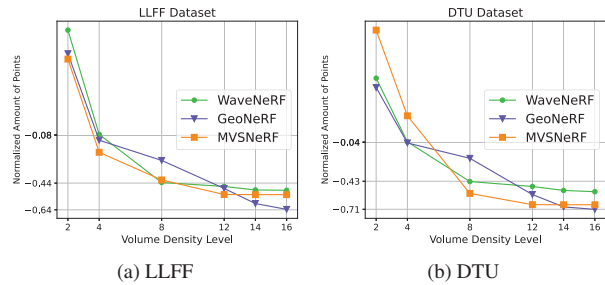 LLFF Dataset
Normalized Amount of Points
−0.08
−0.44
−0.64
WaveNeRF
GeoNeRF
MVSNeRF
2 4 8 12 14 16
Volume Density Level
(a) LLFF
DTU Dataset
Normalized Amount of Points
−0.04
−0.43
−0.71
WaveNeRF
GeoNeRF
MVSNeRF
2 4 8 12 14 16
Volume Density Level
(b) DTU